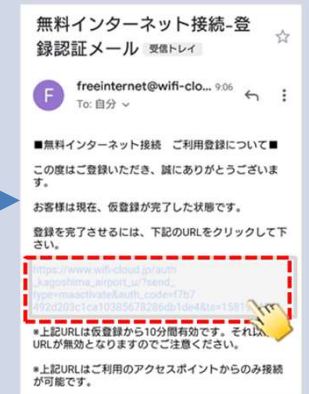 無料インターネット接続-登
録認証メール 受信トレイ
F
freeinternet@wifi-clo... 9:06
To: 自分
■無料インターネット接続 ご利用登録について■
この度はご登録いただき、誠にありがとうございま
す。
お客様は現在、仮登録が完了した状態です。
登録を完了させるには、下記のURLをクリックして下
さい。
https://www.wifi-cloud.jp/auth
_kagoshima_airport_u/?send_
type=maactivate&auth_code=f7b7
492d203c1ca10385678286db1de4&to=15819
*上記URLは仮登録から10分間有効です。それ以
URLが無効となりますのでご注意ください。
*上記URLはご利用のアクセスポイントからのみ接続
が可能です。